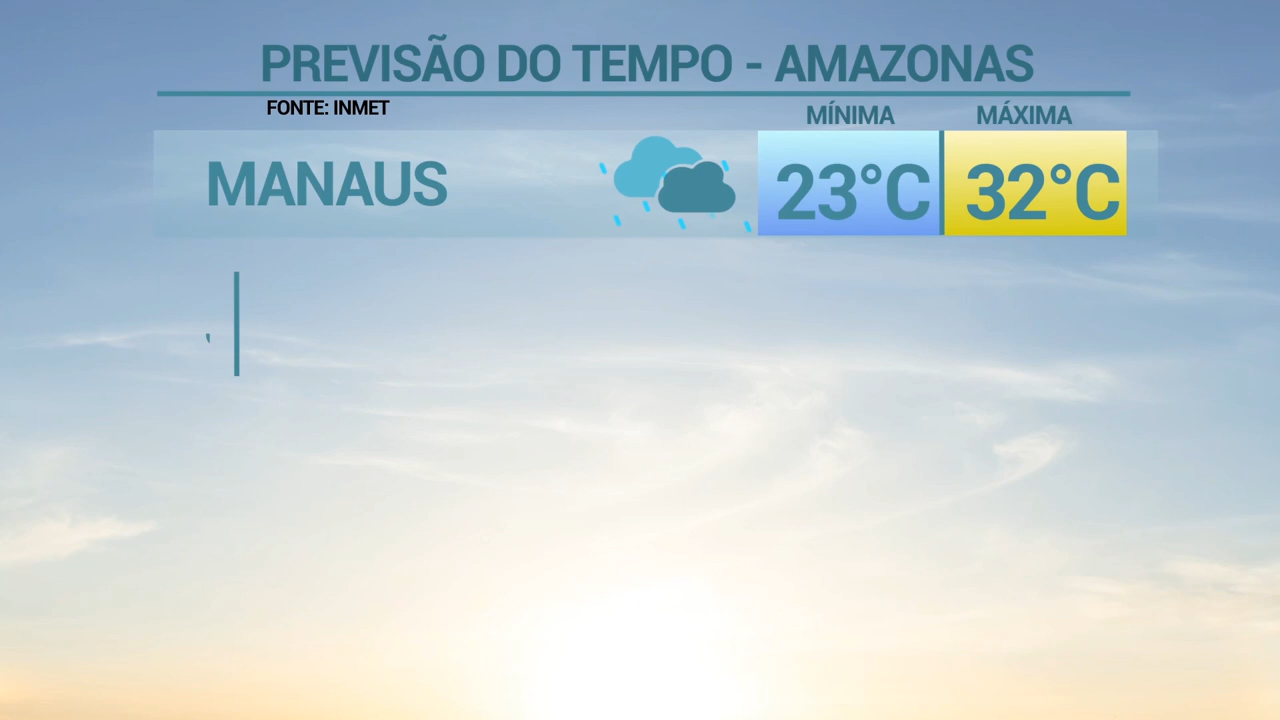 PREVISÃO DO TEMPO - AMAZONAS
FONTE: INMET
MÍNIMA MÁXIMA
MANAUS 23°C 32°C